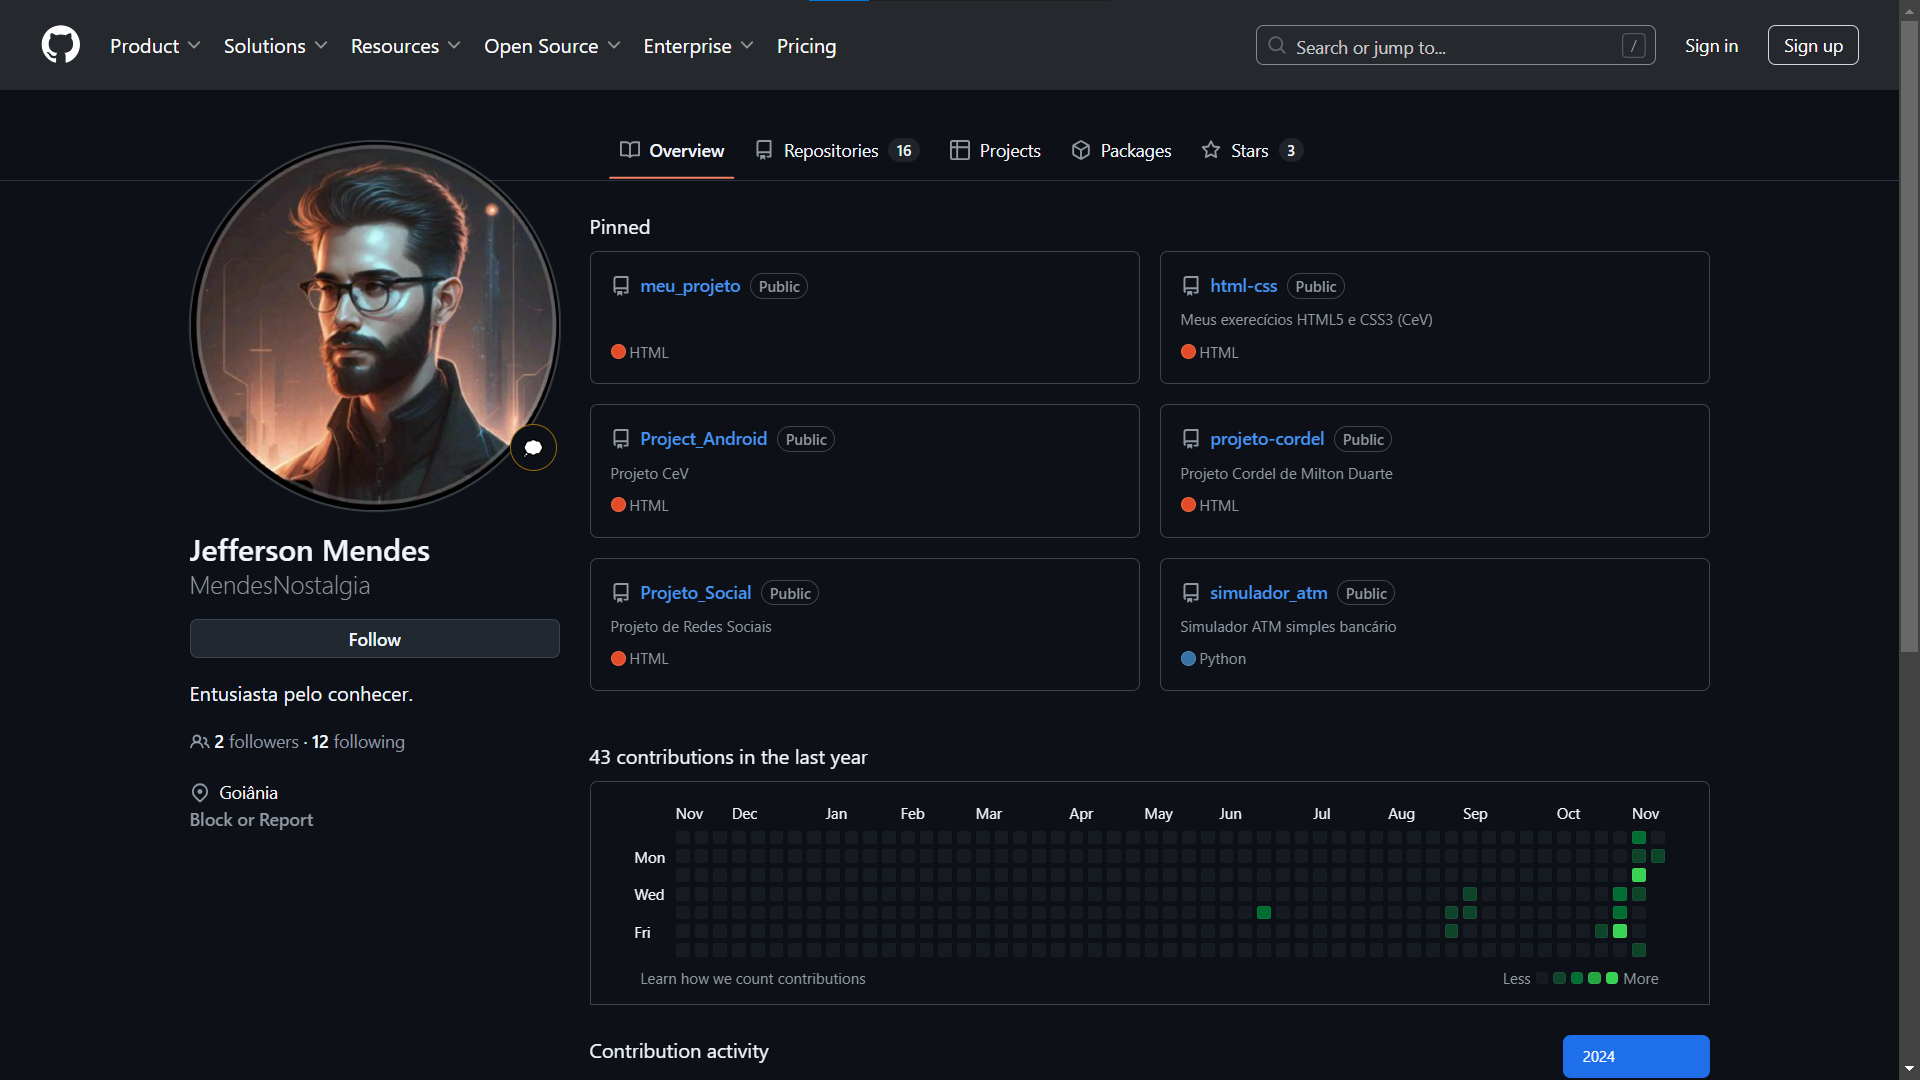 Product Solutions Resources Open Source Enterprise Pricing Search or jump to... / Sign in Sign up
Overview Repositories 16 Projects Packages Stars 3
Jefferson Mendes
MendesNostalgia
Follow
Entusiasta pelo conhecer.
2 followers · 12 following
Goiânia
Block or Report
Pinned
meu_projeto Public
HTML
html-css Public
Meus exerecícios HTML5 e CSS3 (CeV)
HTML
Project_Android Public
Projeto CeV
HTML
projeto-cordel Public
Projeto Cordel de Milton Duarte
HTML
Projeto_Social Public
Projeto de Redes Sociais
HTML
simulador_atm Public
Simulador ATM simples bancário
Python
43 contributions in the last year
Nov Dec Jan Feb Mar Apr May Jun Jul Aug Sep Oct Nov
Mon
Wed
Fri
Learn how we count contributions Less More
Contribution activity 2024